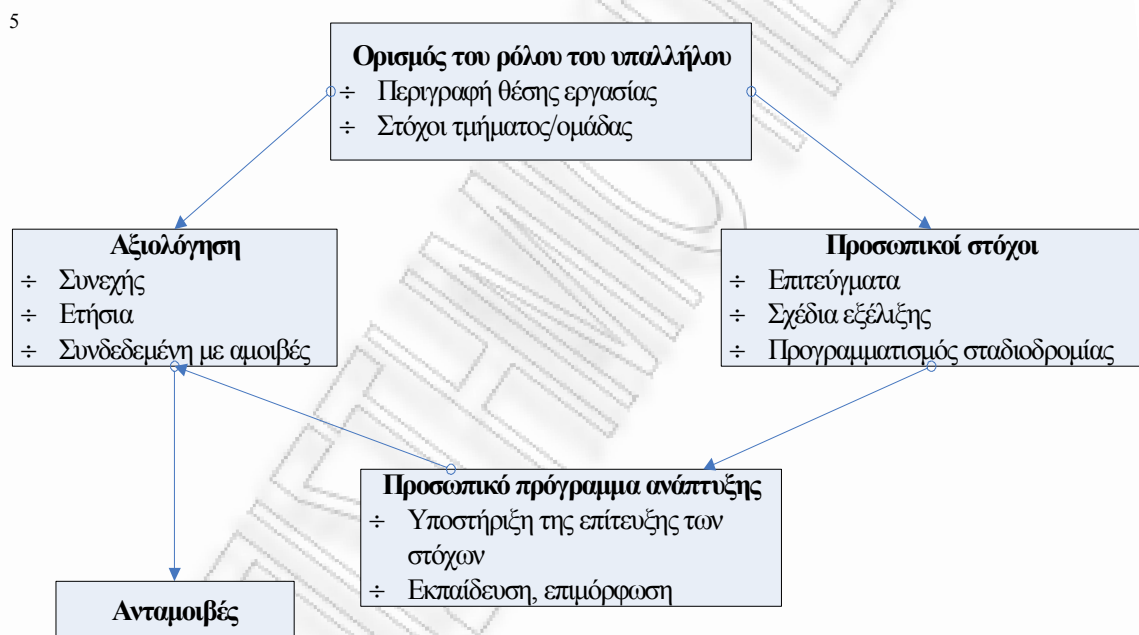 5
Ορισμός του ρόλου του υπαλλήλου
÷ Περιγραφή θέσης εργασίας
÷ Στόχοι τμήματος/ομάδας
Αξιολόγηση
÷ Συνεχής
÷ Ετήσια
÷ Συνδεδεμένη με αμοιβές
Προσωπικοί στόχοι
÷ Επιτεύγματα
÷ Σχέδια εξέλιξης
÷ Προγραμματισμός σταδιοδρομίας
Προσωπικό πρόγραμμα ανάπτυξης
÷ Υποστήριξη της επίτευξης των
στόχων
÷ Εκπαίδευση, επιμόρφωση
Ανταμοιβές